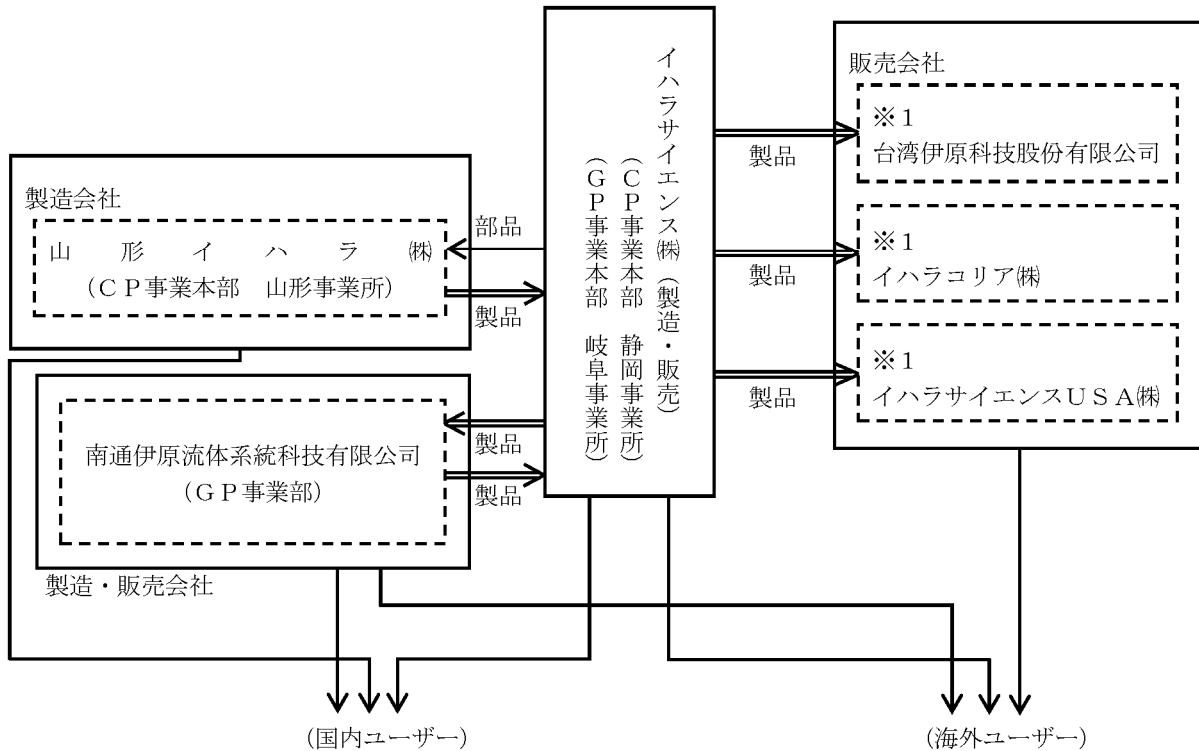 製造会社
山形イハラ㈱
（ＣＰ事業本部　山形事業所）
部品
製品
南通伊原流体系統科技有限公司
（ＧＰ事業部）
製造・販売会社
製品
製品
イハラサイエンス㈱（製造・販売）
（ＣＰ事業本部　静岡事業所）
（ＧＰ事業本部　岐阜事業所）
製品
製品
製品
販売会社
※１
台湾伊原科技股份有限公司
※１
イハラコリア㈱
※１
イハラサイエンスＵＳＡ㈱
(国内ユーザー)
(海外ユーザー)